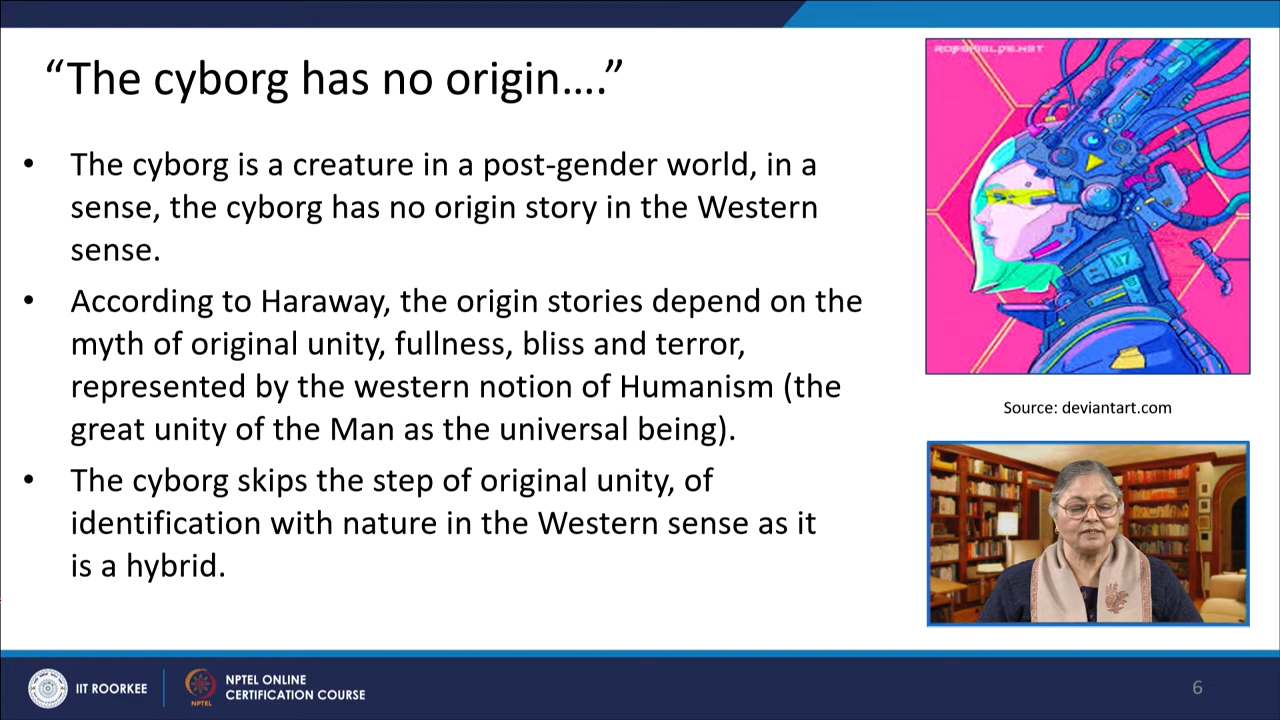 “The cyborg has no origin....”
• The cyborg is a creature in a post-gender world, in a
sense, the cyborg has no origin story in the Western
sense.
• According to Haraway, the origin stories depend on the
myth of original unity, fullness, bliss and terror,
represented by the western notion of Humanism (the
great unity of the Man as the universal being).
• The cyborg skips the step of original unity, of
identification with nature in the Western sense as it
is a hybrid.
ROBSHIELDS.NET
Source: deviantart.com
IIT ROORKEE
NPTEL
NPTEL ONLINE
CERTIFICATION COURSE
6